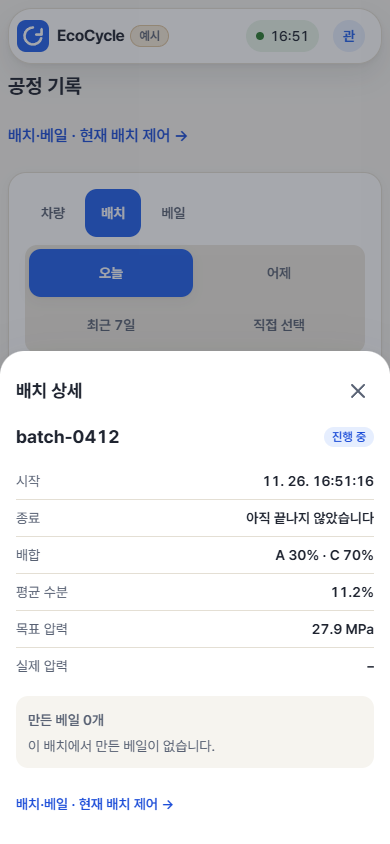 EcoCycle 예시 16:51 관
공정 기록
배치·베일 · 현재 배치 제어 →
차량 배치 베일
오늘 어제
최근 7일 직접 선택
배치 상세
batch-0412 진행 중
시작 11. 26. 16:51:16
종료 아직 끝나지 않았습니다
배합 A 30% · C 70%
평균 수분 11.2%
목표 압력 27.9 MPa
실제 압력 –
만든 베일 0개
이 배치에서 만든 베일이 없습니다.
배치·베일 · 현재 배치 제어 →